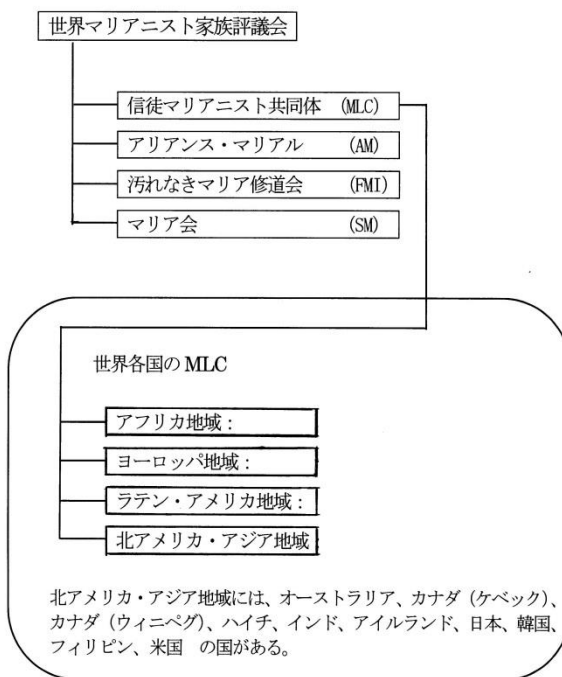 世界マリアニスト家族評議会
信徒マリアニスト共同体 (MLC)
アリアンス・マリアル (AM)
汚れなきマリア修道会 (FMI)
マリア会 (SM)
世界各国の MLC
アフリカ地域：
ヨーロッパ地域：
ラテン・アメリカ地域：
北アメリカ・アジア地域
北アメリカ・アジア地域には、オーストラリア、カナダ（ケベック）、
カナダ（ウィニペグ）、ハイチ、インド、アイルランド、日本、韓国、
フィリピン、米国　の国がある。